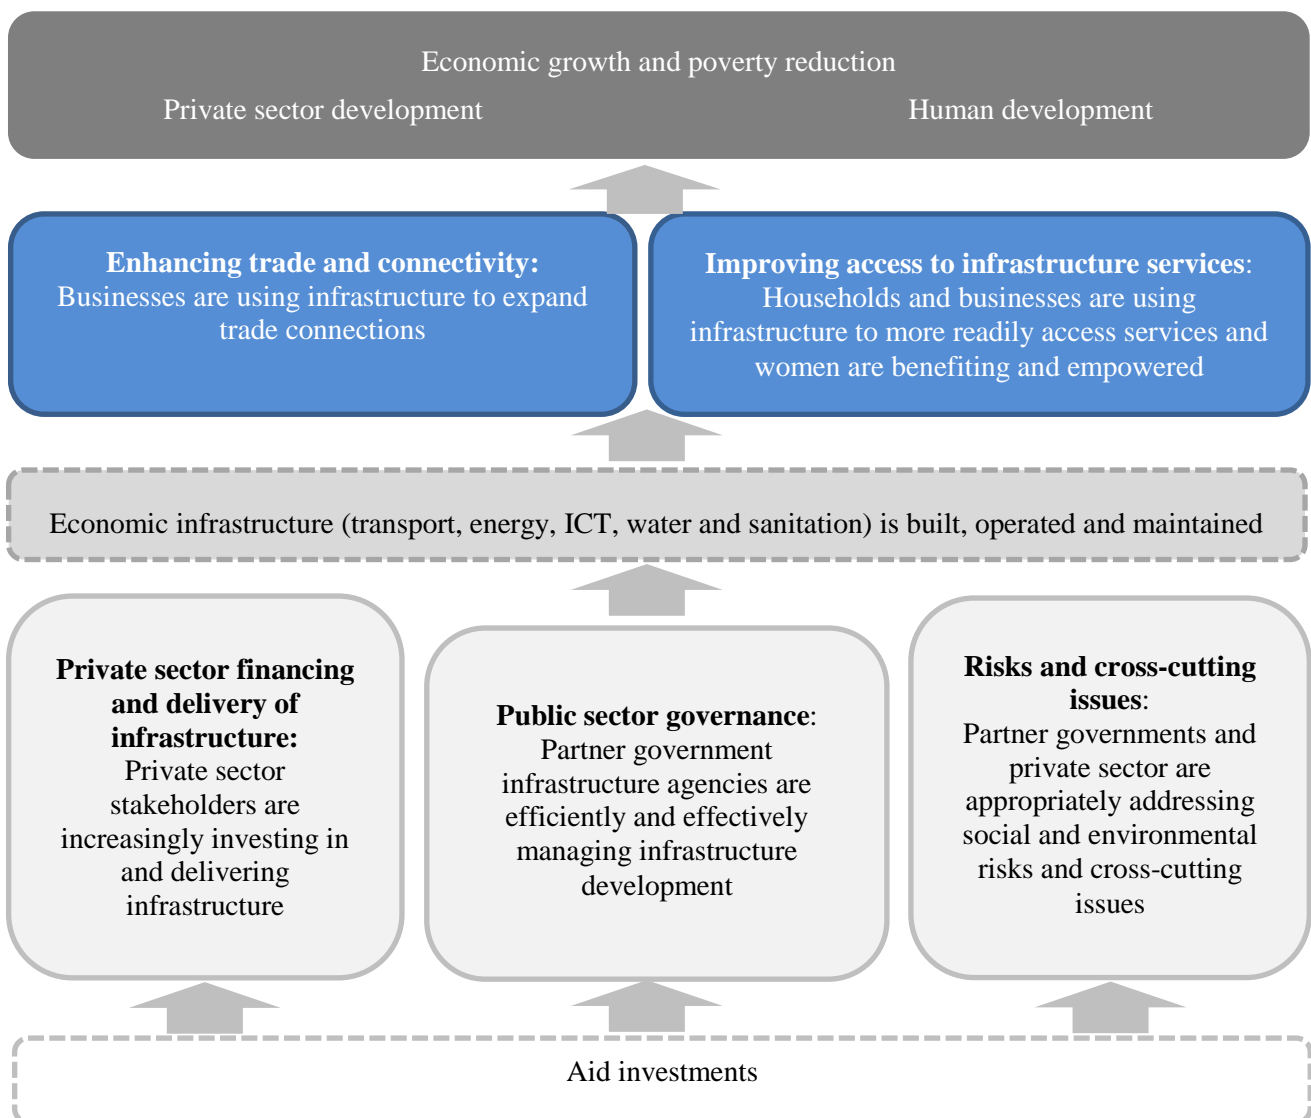 Economic growth and poverty reduction
Private sector development
Human development
Enhancing trade and connectivity:
Businesses are using infrastructure to expand
trade connections
Improving access to infrastructure services:
Households and businesses are using
infrastructure to more readily access services and
women are benefiting and empowered
Economic infrastructure (transport, energy, ICT, water and sanitation) is built, operated and maintained
Private sector financing
and delivery of
infrastructure:
Private sector
stakeholders are
increasingly investing in
and delivering
infrastructure
Public sector governance:
Partner government
infrastructure agencies are
efficiently and effectively
managing infrastructure
development
Risks and cross-cutting
issues:
Partner governments and
private sector are
appropriately addressing
social and environmental
risks and cross-cutting
issues
Aid investments